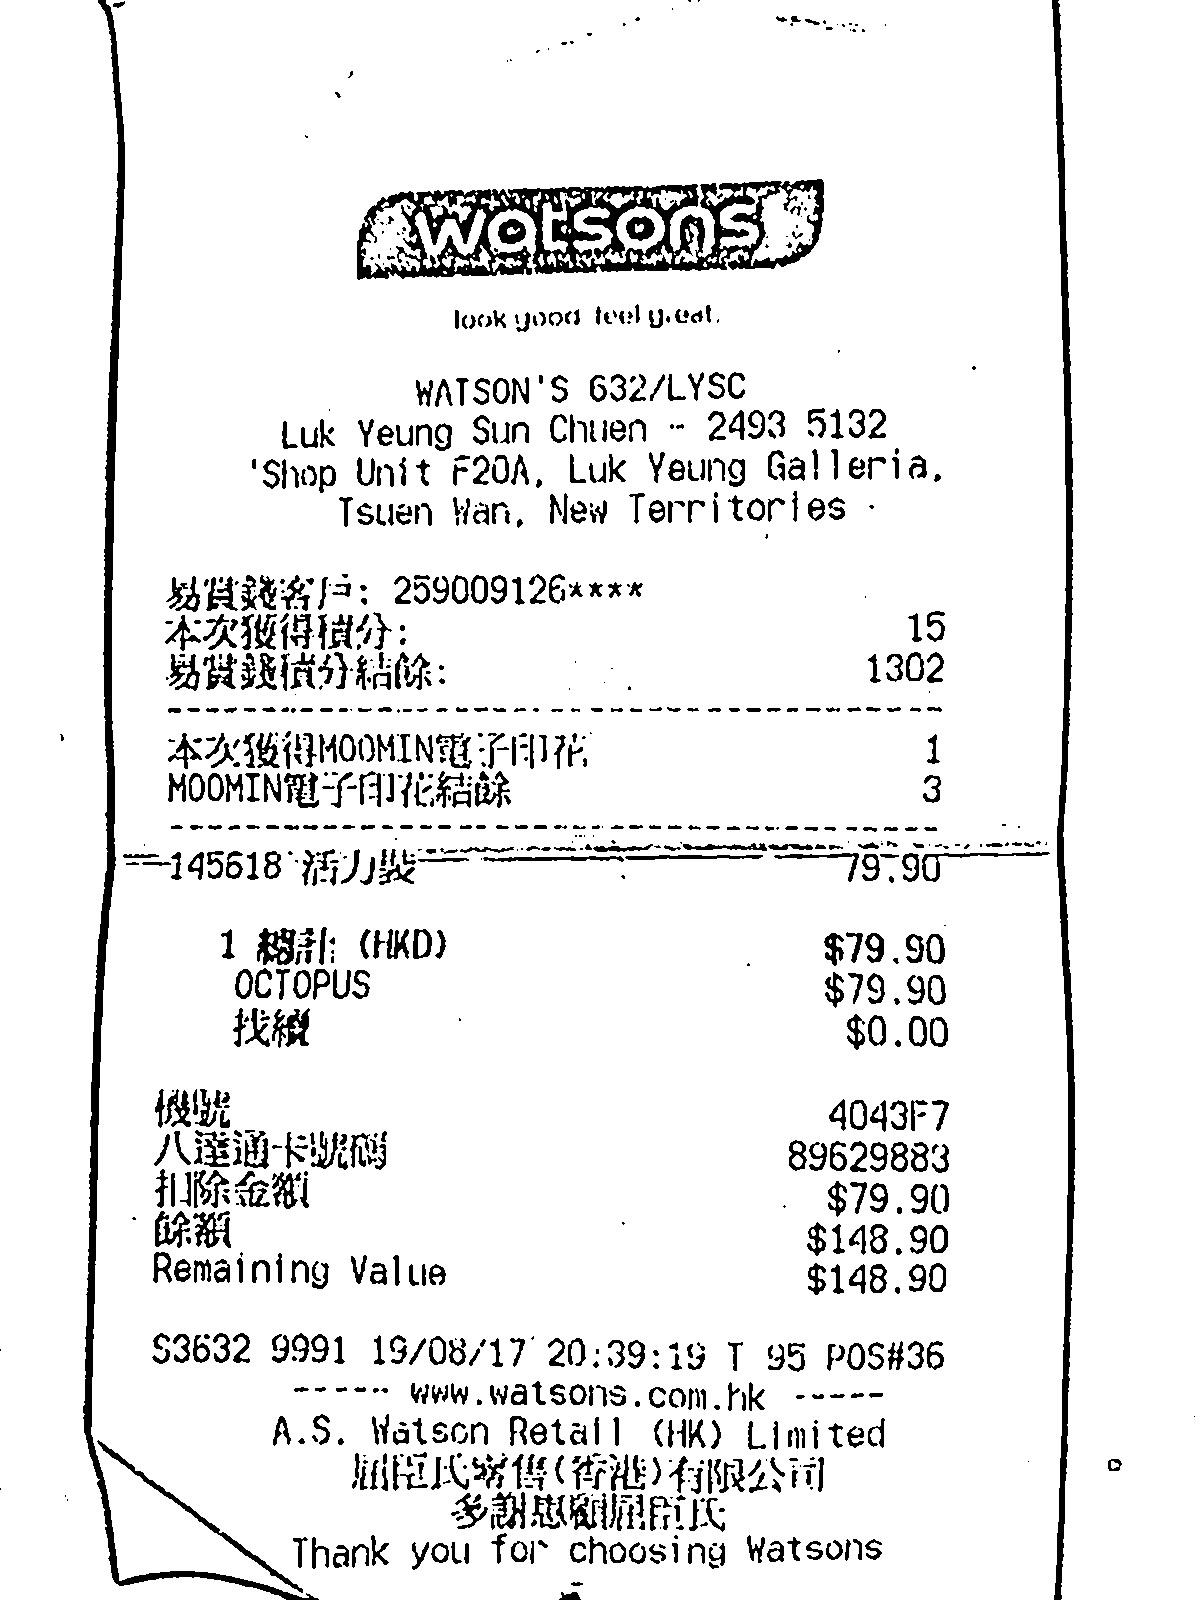 watsons
look good. feel great.
WATSON'S 632/LYSC
Luk Yeung Sun Chuen - 2493 5132
'Shop Unit F20A, Luk Yeung Galleria,
Tsuen Wan, New Territories
易賞錢客戶: 259009126****
本次獲得積分: 15
易賞錢積分結餘: 1302
本次獲得MOOMIN電子印花 1
MOOMIN電子印花結餘 3
145618 活力裝 79.90
1 總計 (HKD) $79.90
OCTOPUS $79.90
找續 $0.00
機號 4043F7
八達通卡號碼 89629883
扣除金額 $79.90
餘額 $148.90
Remaining Value $148.90
S3632 9991 19/08/17 20:39:19 T 95 POS#36
------ www.watsons.com.hk -----
A.S. Watson Retail (HK) Limited
屈臣氏零售(香港)有限公司
多謝惠顧屈臣氏
Thank you for choosing Watsons